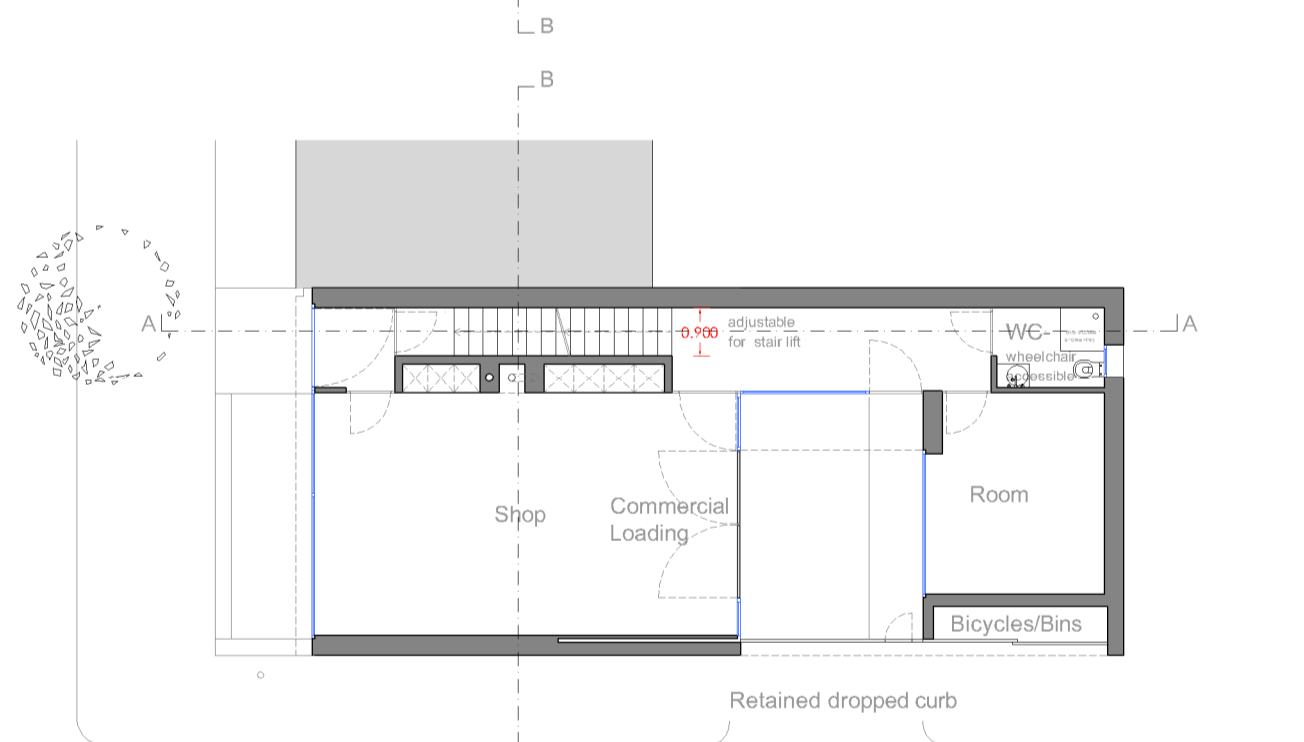 B
B
A
0.900
adjustable
for stair lift
A
WC-
wheelchair
accessible
Shop
Commercial
Loading
Room
Bicycles/Bins
Retained dropped curb